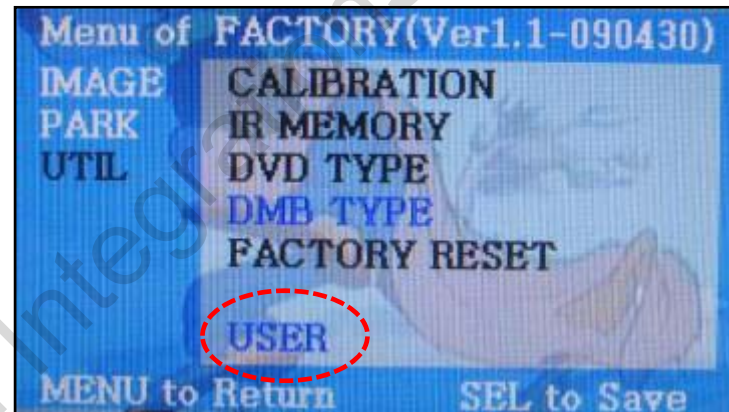 Menu of FACTORY(Ver1.1-090430)
IMAGE
PARK
UTIL
CALIBRATION
IR MEMORY
DVD TYPE
DMB TYPE
FACTORY RESET
USER
MENU to Return
SEL to Save